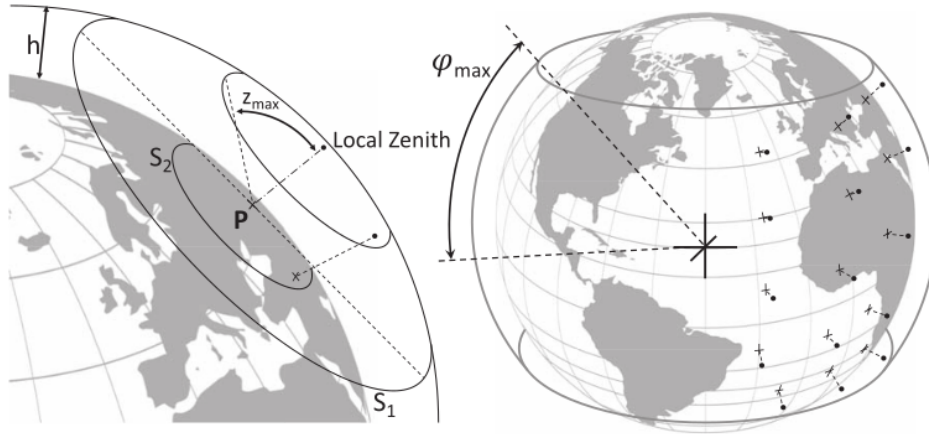 h
z_max
Local Zenith
S_2
P
S_1
φ_max